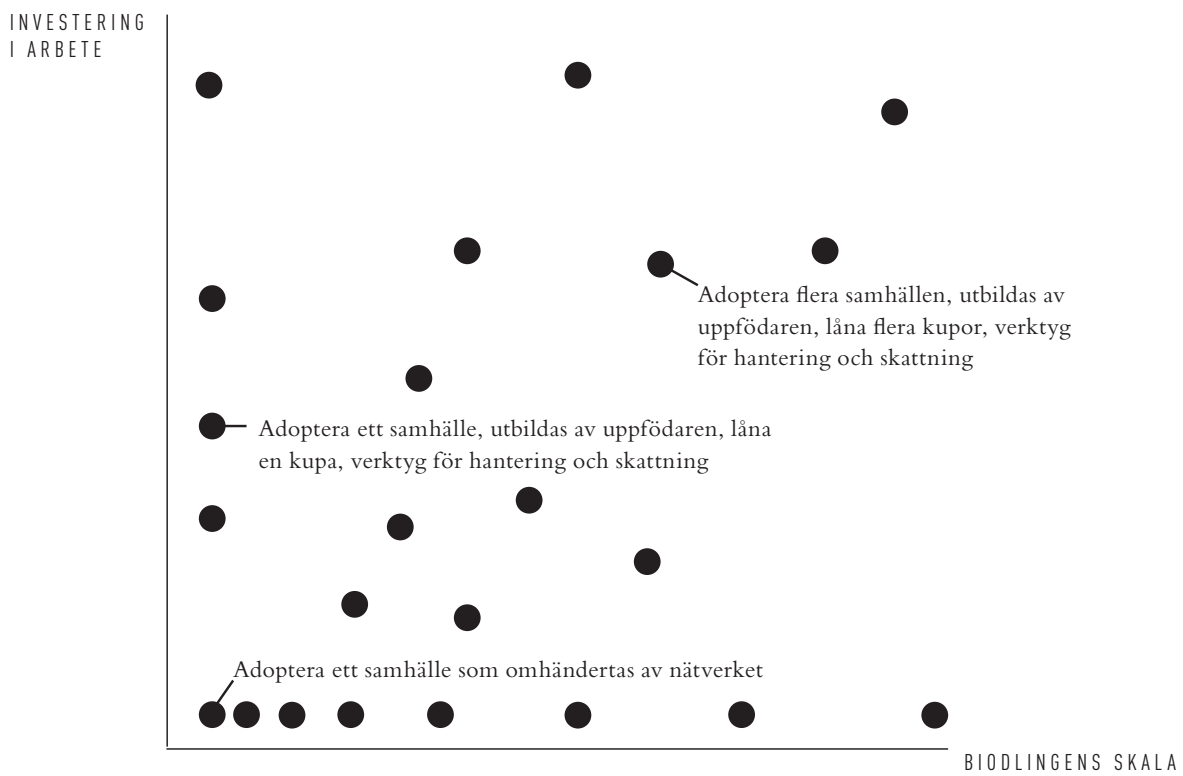 INVESTERING
I ARBETE
Adoptera flera samhällen, utbildas av
uppfödaren, låna flera kupor, verktyg
för hantering och skattning
Adoptera ett samhälle, utbildas av uppfödaren, låna
en kupa, verktyg för hantering och skattning
Adoptera ett samhälle som omhändertas av nätverket
BIODLINGENS SKALA